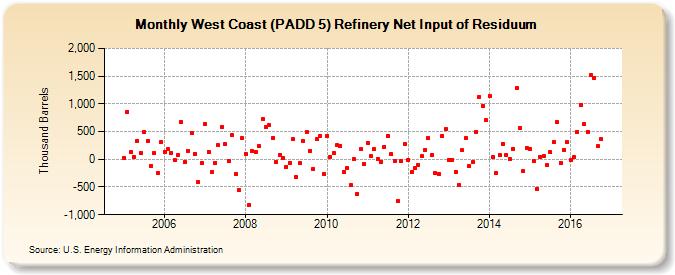 Monthly West Coast (PADD 5) Refinery Net Input of Residuum
Thousand Barrels
2,000
1,500
1,000
500
0
-500
-1,000
2006 2008 2010 2012 2014 2016
Source: U.S. Energy Information Administration